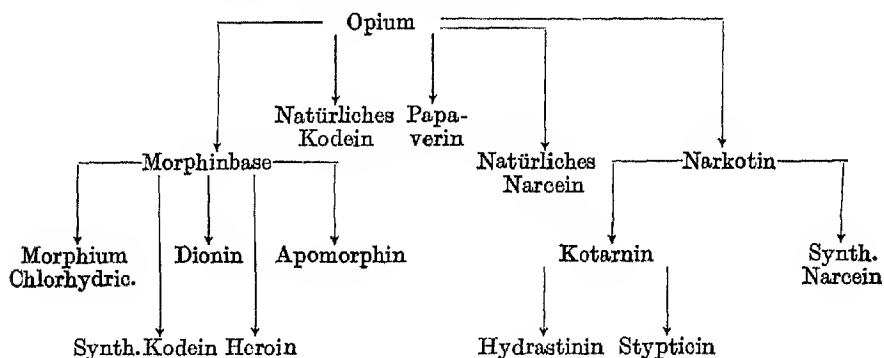 Opium
Natürliches Papa-
Kodein verin
Morphinbase Natürliches Narkotin
Narcein
Morphium Dionin Apomorphin Kotarnin Synth.
Chlorhydric. Narcein
Synth. Kodein Heroin Hydrastinin Stypticin